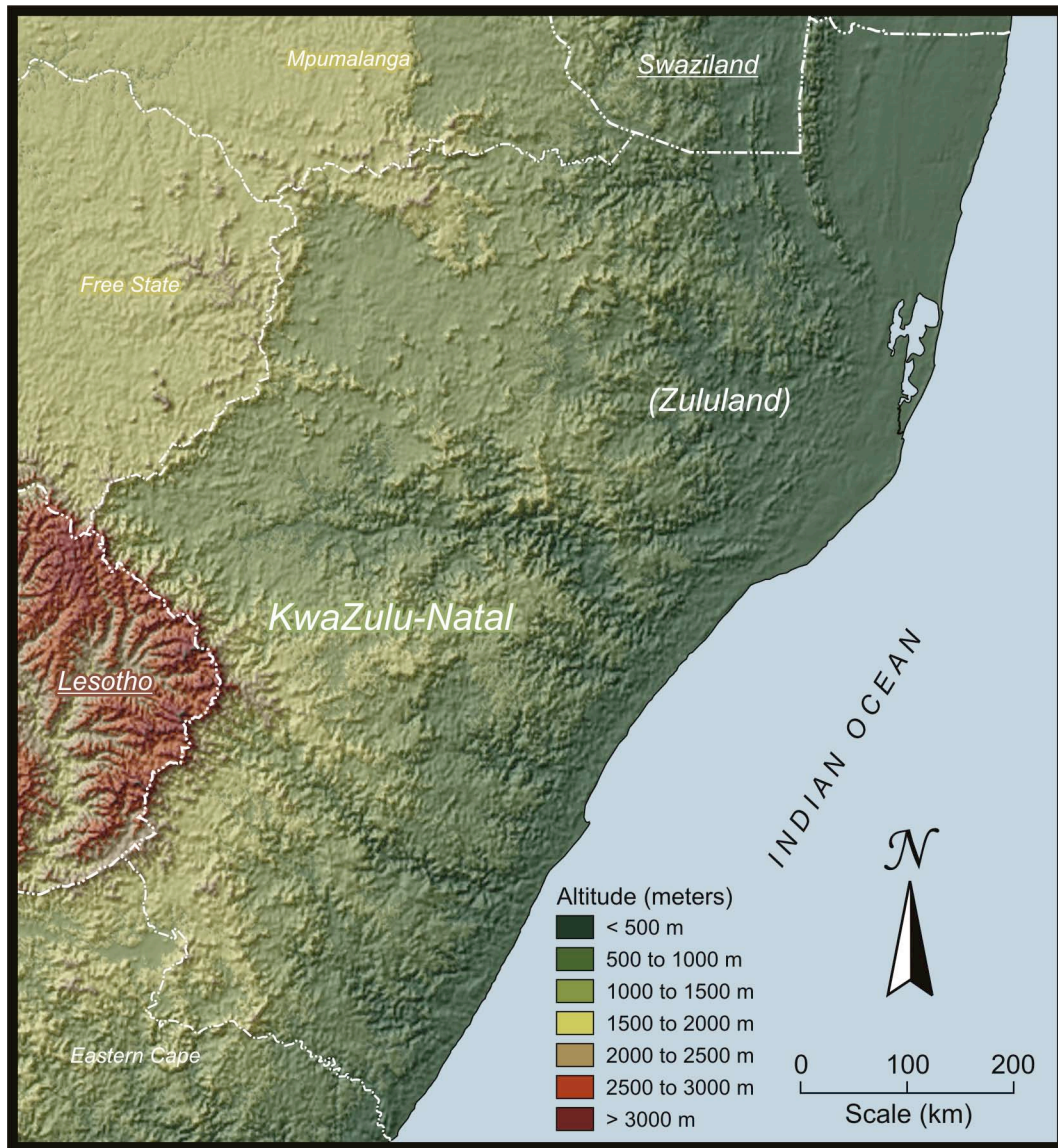 Mpumalanga
Swaziland
Free State
(Zululand)
KwaZulu-Natal
Lesotho
INDIAN OCEAN
N
Altitude (meters)
< 500 m
500 to 1000 m
1000 to 1500 m
1500 to 2000 m
2000 to 2500 m
2500 to 3000 m
> 3000 m
Eastern Cape
0 100 200
Scale (km)